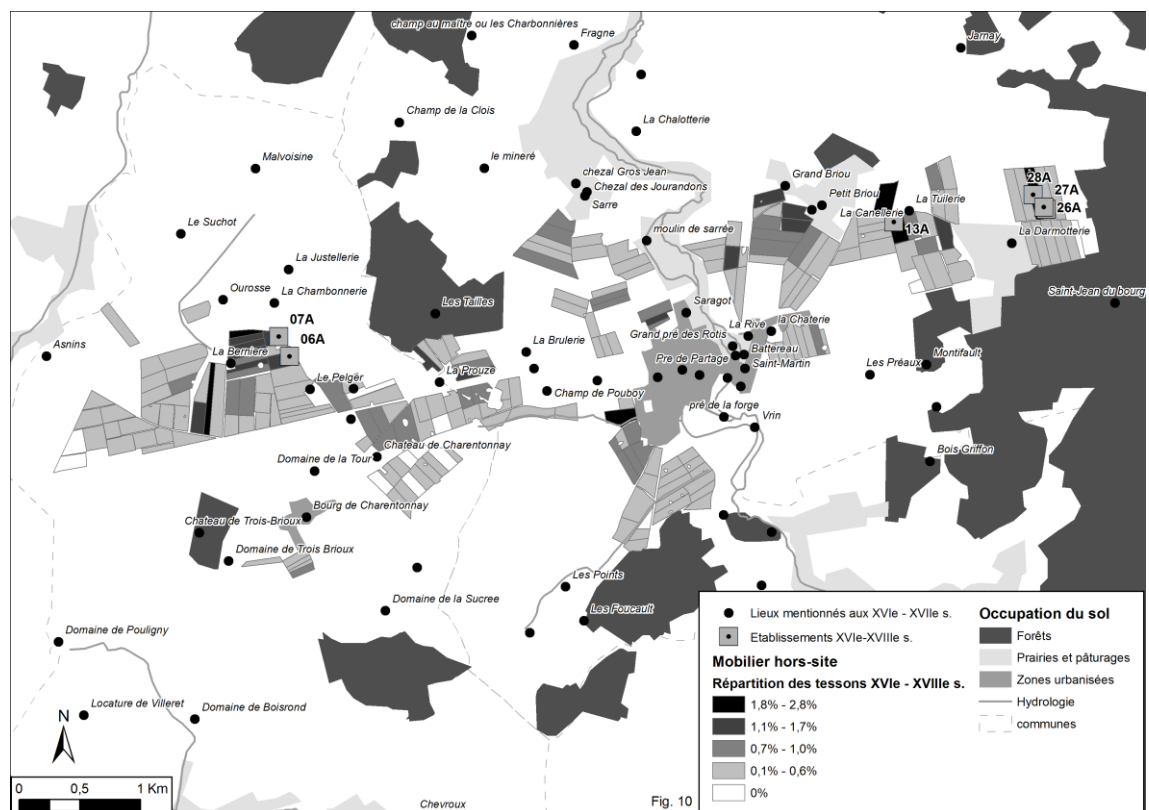 champ au maître ou les Charbonnières
Fragne
Jarnay
Champ de la Clois
La Chalotterie
Malvoisine
le mineré
chezal Gros Jean
Chezal des Jourandons
Sarre
Grand Briou
Petit Briou
La Canellerie
La Tuilerie
13A
28A
27A
26A
Le Suchot
moulin de sarrée
La Darmotterie
La Justellerie
Ourosse
La Chambonnerie
Les Tailles
Saragot
Saint-Jean du bourg
07A
06A
La Rive
la Chaterie
Grand pré des Rotis
Asnins
La Berniere
La Brulerie
Battereau
Pre de Partage
Saint-Martin
Les Préaux
Montifault
Le Pelger
La Prouze
Champ de Pouboy
pré de la forge
Vrin
Chateau de Charentonnay
Domaine de la Tour
Bois Griffon
Bourg de Charentonnay
Chateau de Trois-Brioux
Domaine de Trois Brioux
Les Points
Domaine de la Sucree
Les Foucault
Domaine de Pouligny
Locature de Villeret
Domaine de Boisrond
Chevroux
N
0 0,5 1 Km
Fig. 10
Lieux mentionnés aux XVIe - XVIIe s.
Etablissements XVIe-XVIIIe s.
Mobilier hors-site
Répartition des tessons XVIe - XVIIIe s.
1,8% - 2,8%
1,1% - 1,7%
0,7% - 1,0%
0,1% - 0,6%
0%
Occupation du sol
Forêts
Prairies et pâturages
Zones urbanisées
Hydrologie
communes